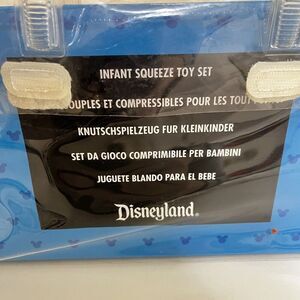 INFANT SQUEEZE TOY SET
OUPLES ET COMPRESSIBLES POUR LES TOUT
KNUTSCHSPIELZEUG FUR KLEINKINDER
SET DA GIOCO COMPRIMIBILE PER BAMBINI
JUGUETE BLANDO PARA EL BEBE
Disneyland®